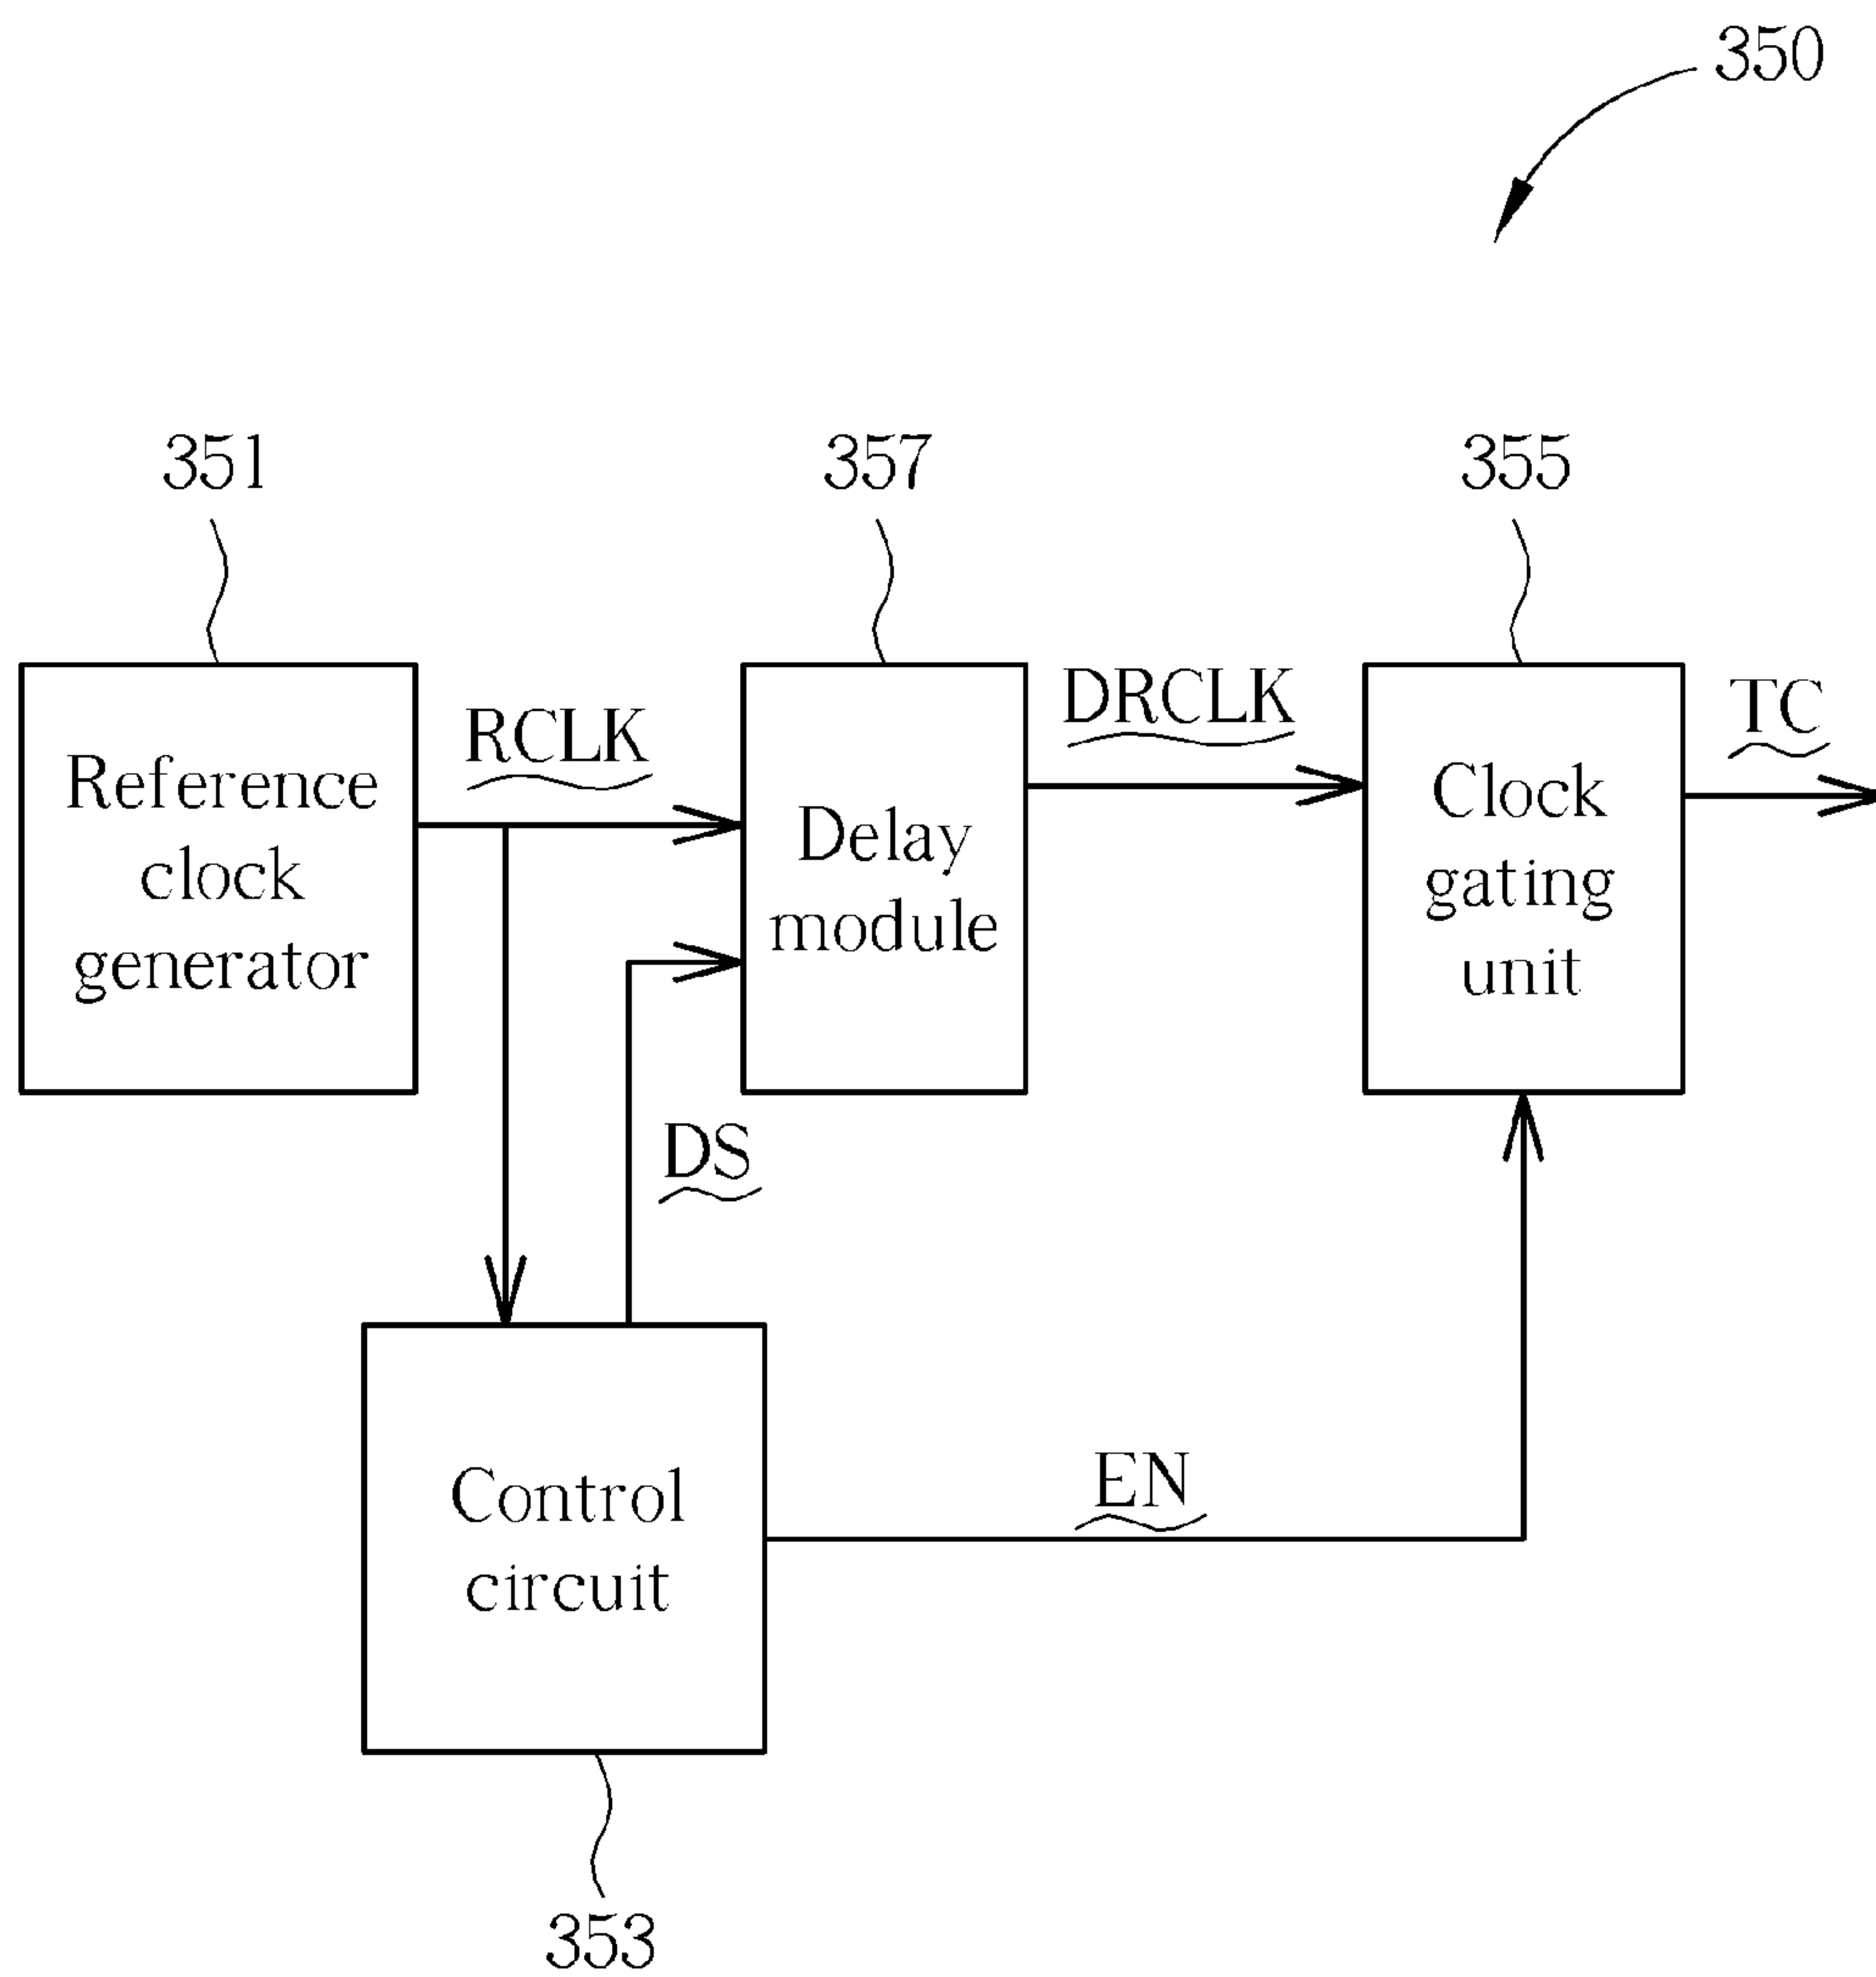 350
351
357
355
Reference
clock
generator
RCLK
Delay
module
DRCLK
Clock
gating
unit
TC
DS
Control
circuit
EN
353